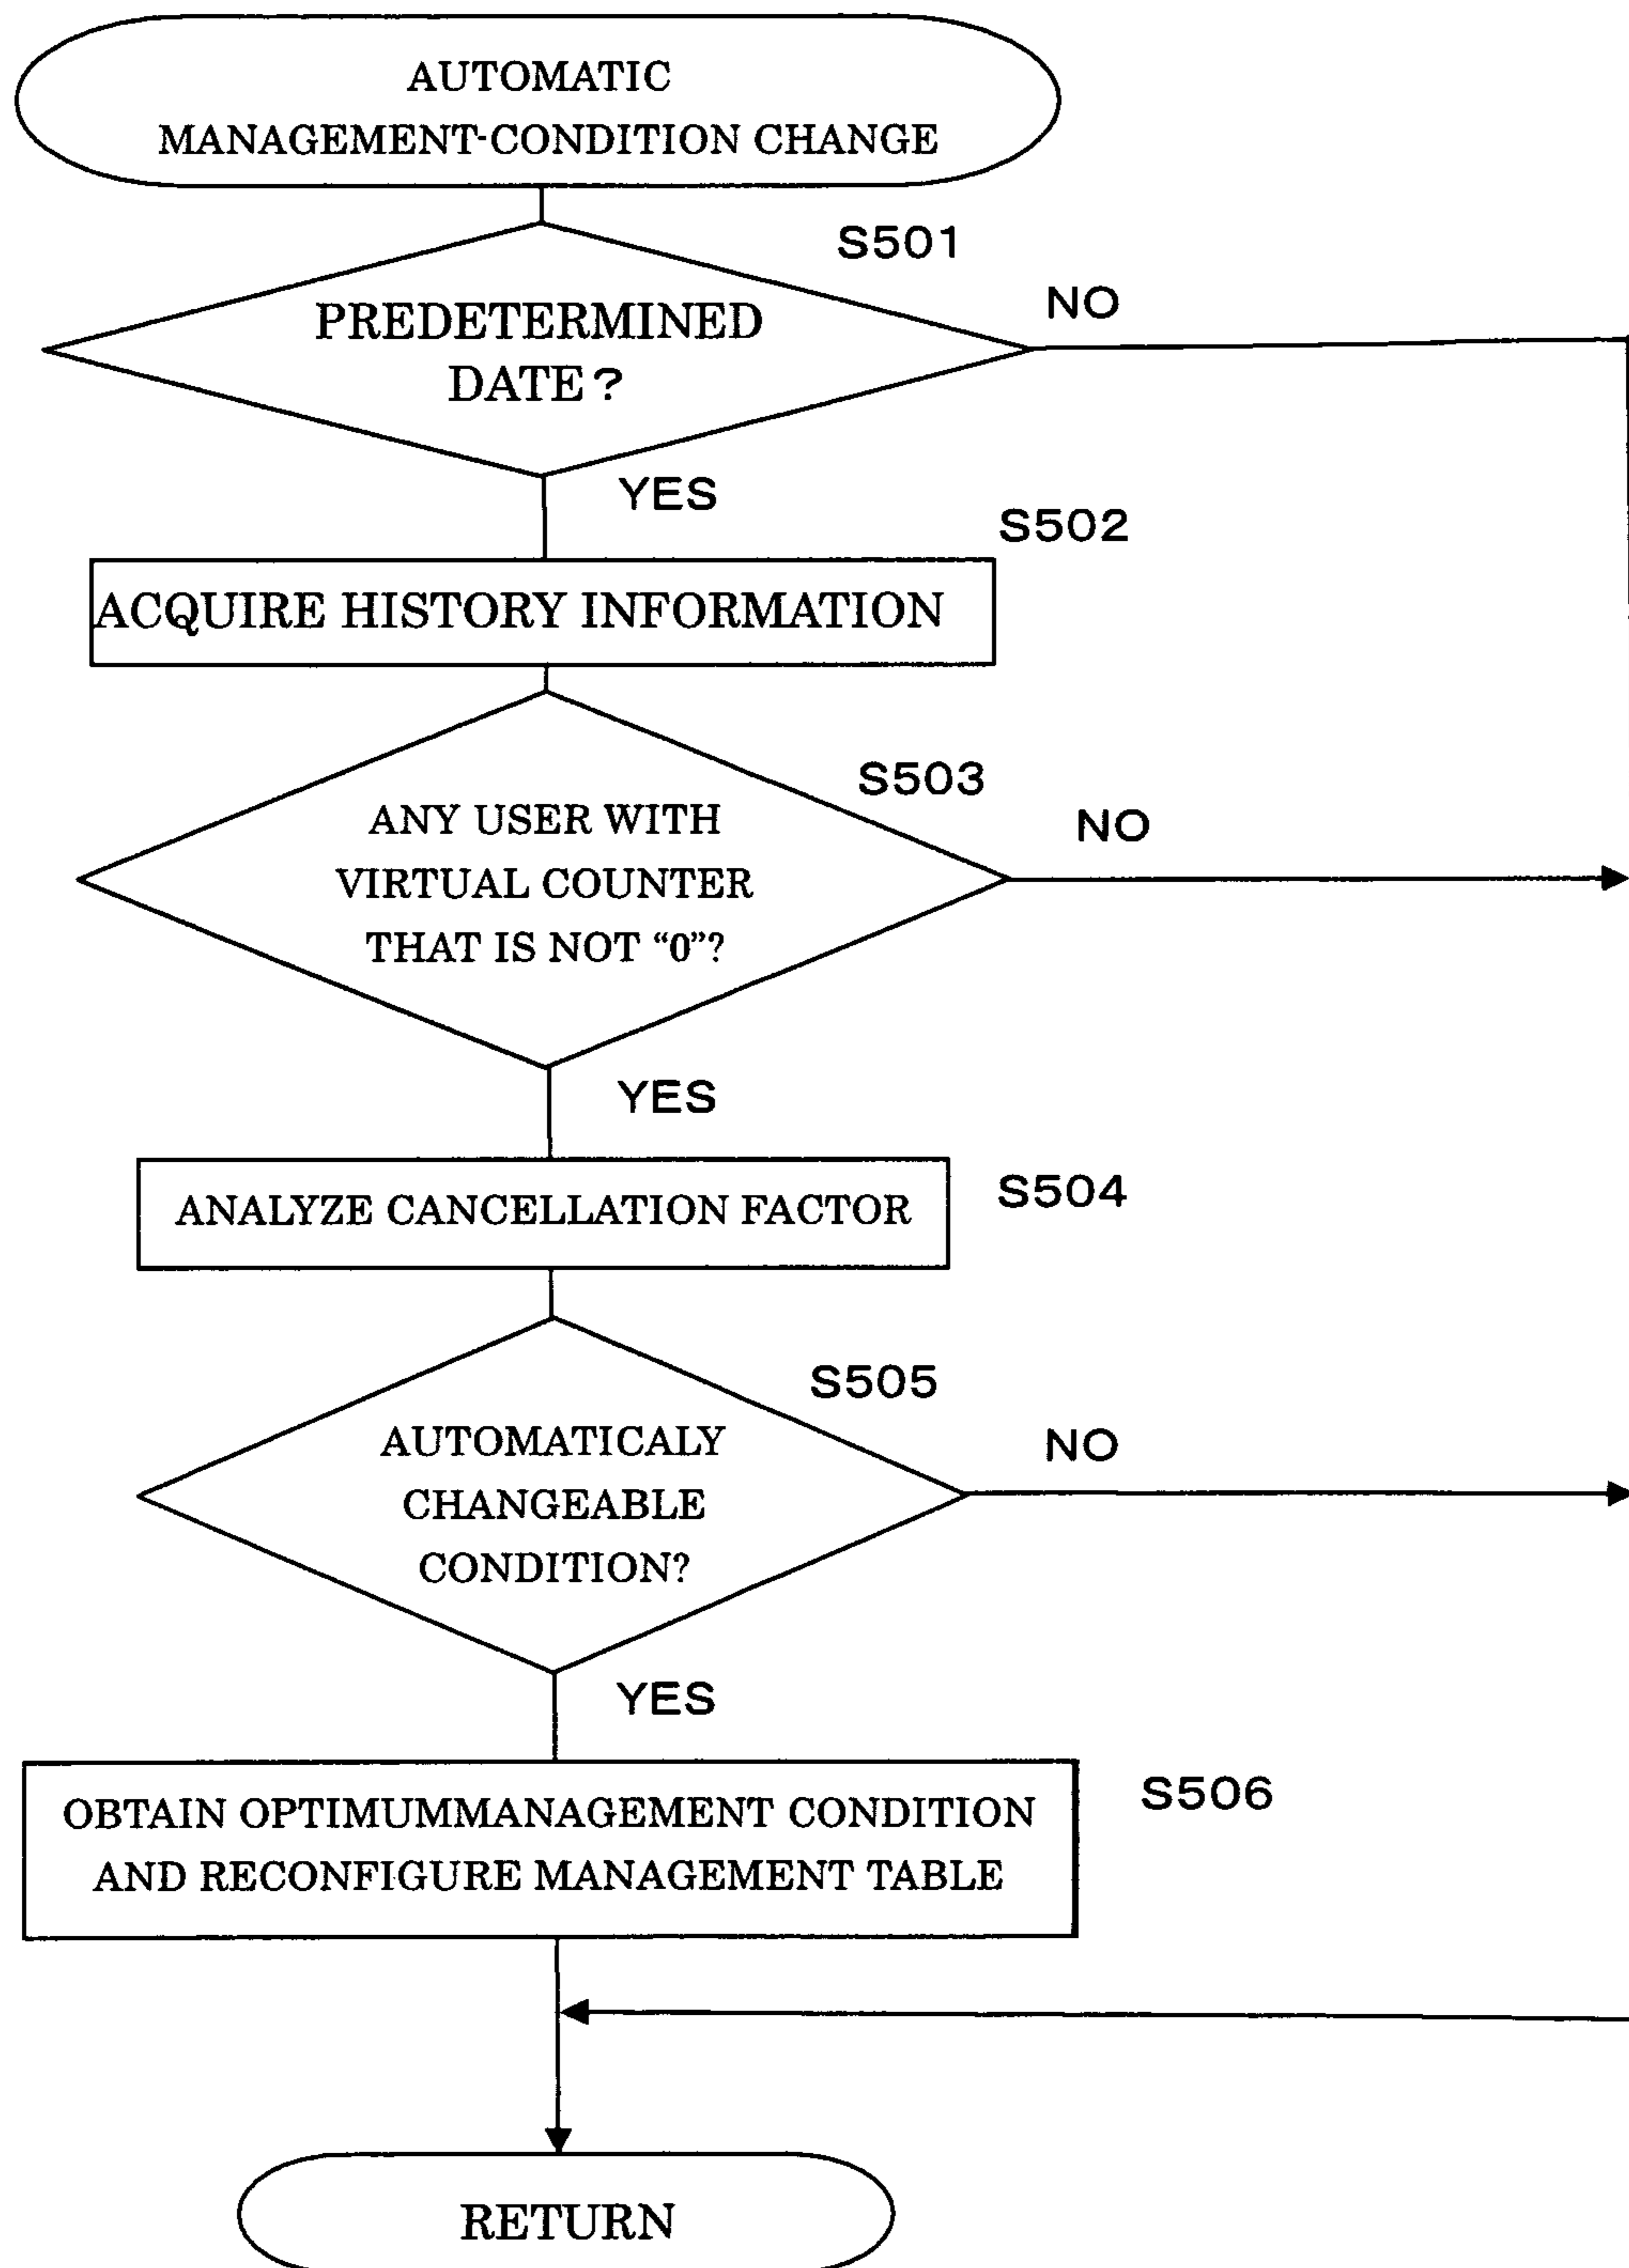 AUTOMATIC
MANAGEMENT-CONDITION CHANGE
S501
NO
PREDETERMINED
DATE?
YES
S502
ACQUIRE HISTORY INFORMATION
S503
ANY USER WITH
NO
VIRTUAL COUNTER
THAT IS NOT “0”?
YES
S504
ANALYZE CANCELLATION FACTOR
S505
AUTOMATICALY
NO
CHANGEABLE
CONDITION?
YES
S506
OBTAIN OPTIMUMMANAGEMENT CONDITION
AND RECONFIGURE MANAGEMENT TABLE
RETURN